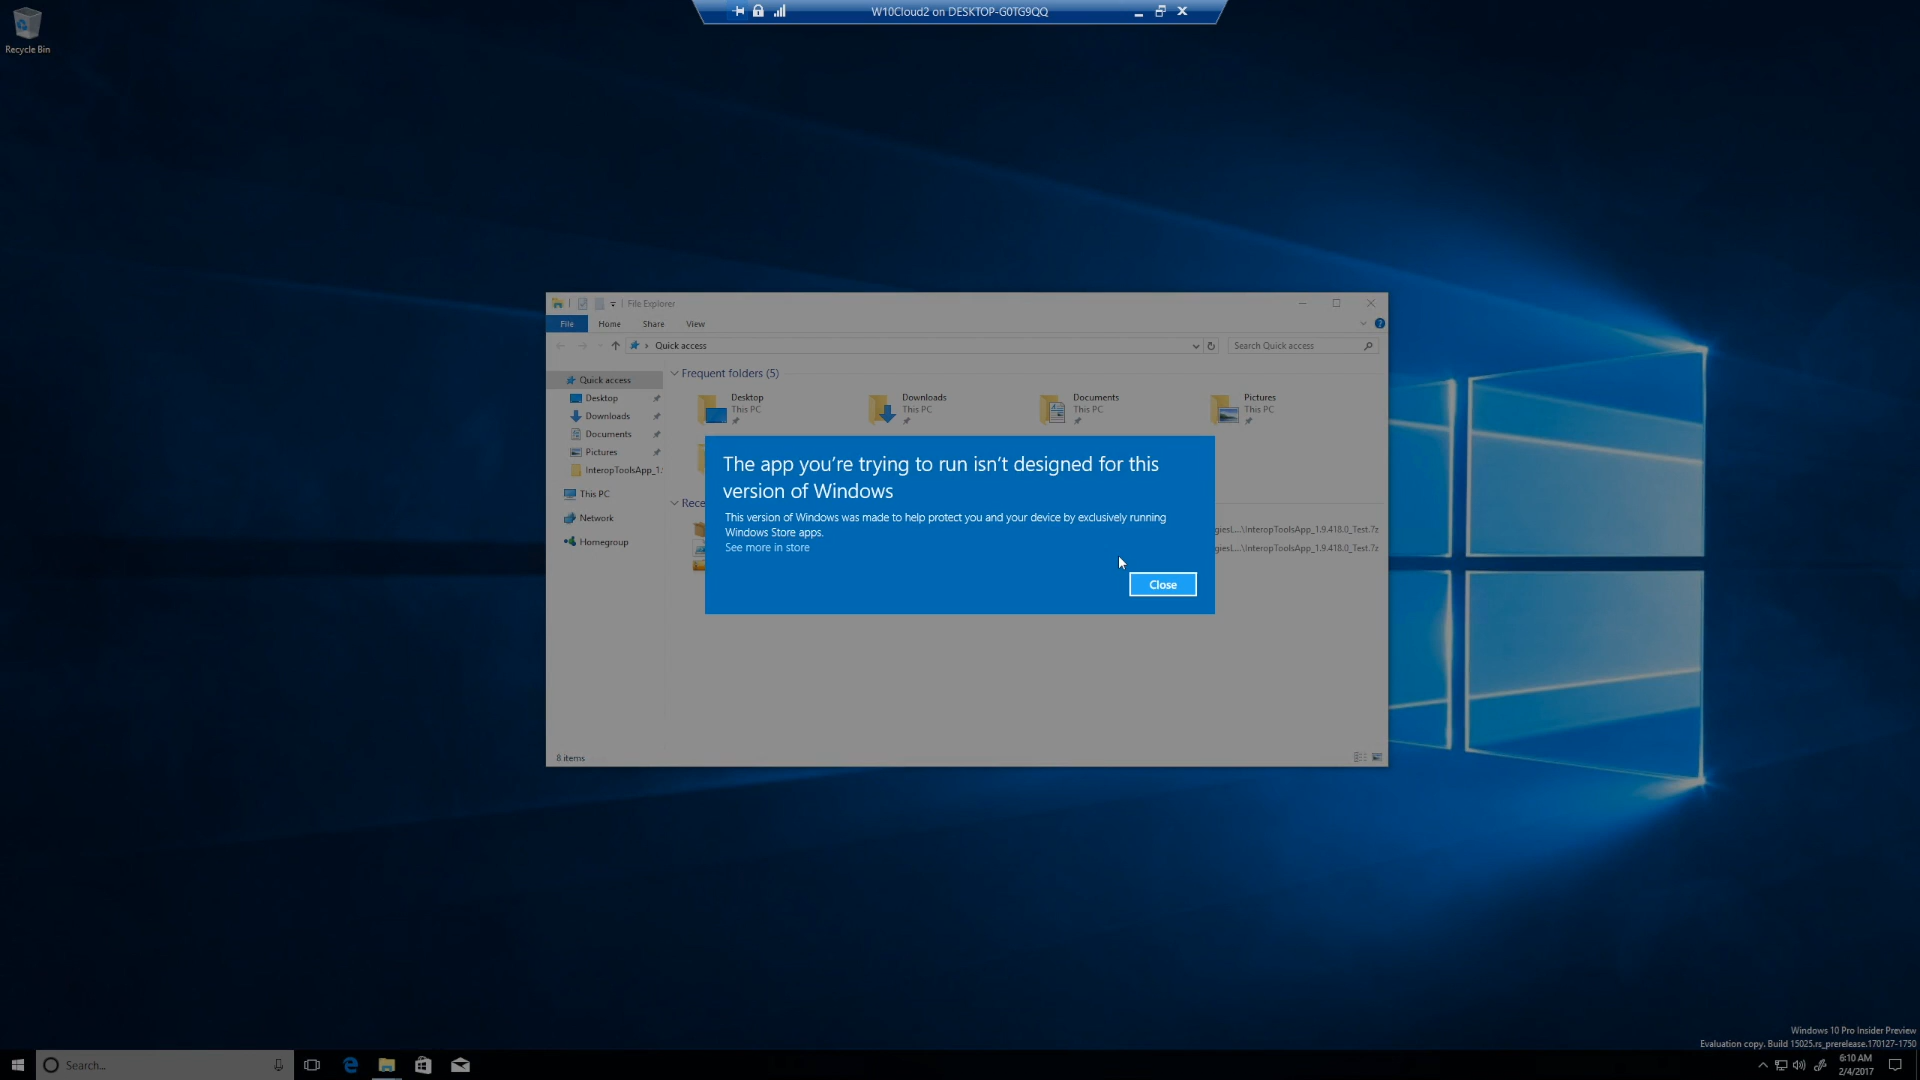 W10Cloud2 on DESKTOP-G0TG9QQ
Recycle Bin
File Explorer
File Home Share View
Quick access
Search Quick access
Quick access
Desktop
Downloads
Documents
Pictures
InteropToolsApp_1.
This PC
Network
Homegroup
Frequent folders (5)
Desktop
This PC
Downloads
This PC
Documents
This PC
Pictures
This PC
Rece
giesL...\InteropToolsApp_1.9.418.0_Test.7z
giesL...\InteropToolsApp_1.9.418.0_Test.7z
The app you're trying to run isn't designed for this
version of Windows
This version of Windows was made to help protect you and your device by exclusively running
Windows Store apps.
See more in store
Close
8 items
Windows 10 Pro Insider Preview
Evaluation copy. Build 15025.rs_prerelease.170127-1750
Search...
6:10 AM
2/4/2017